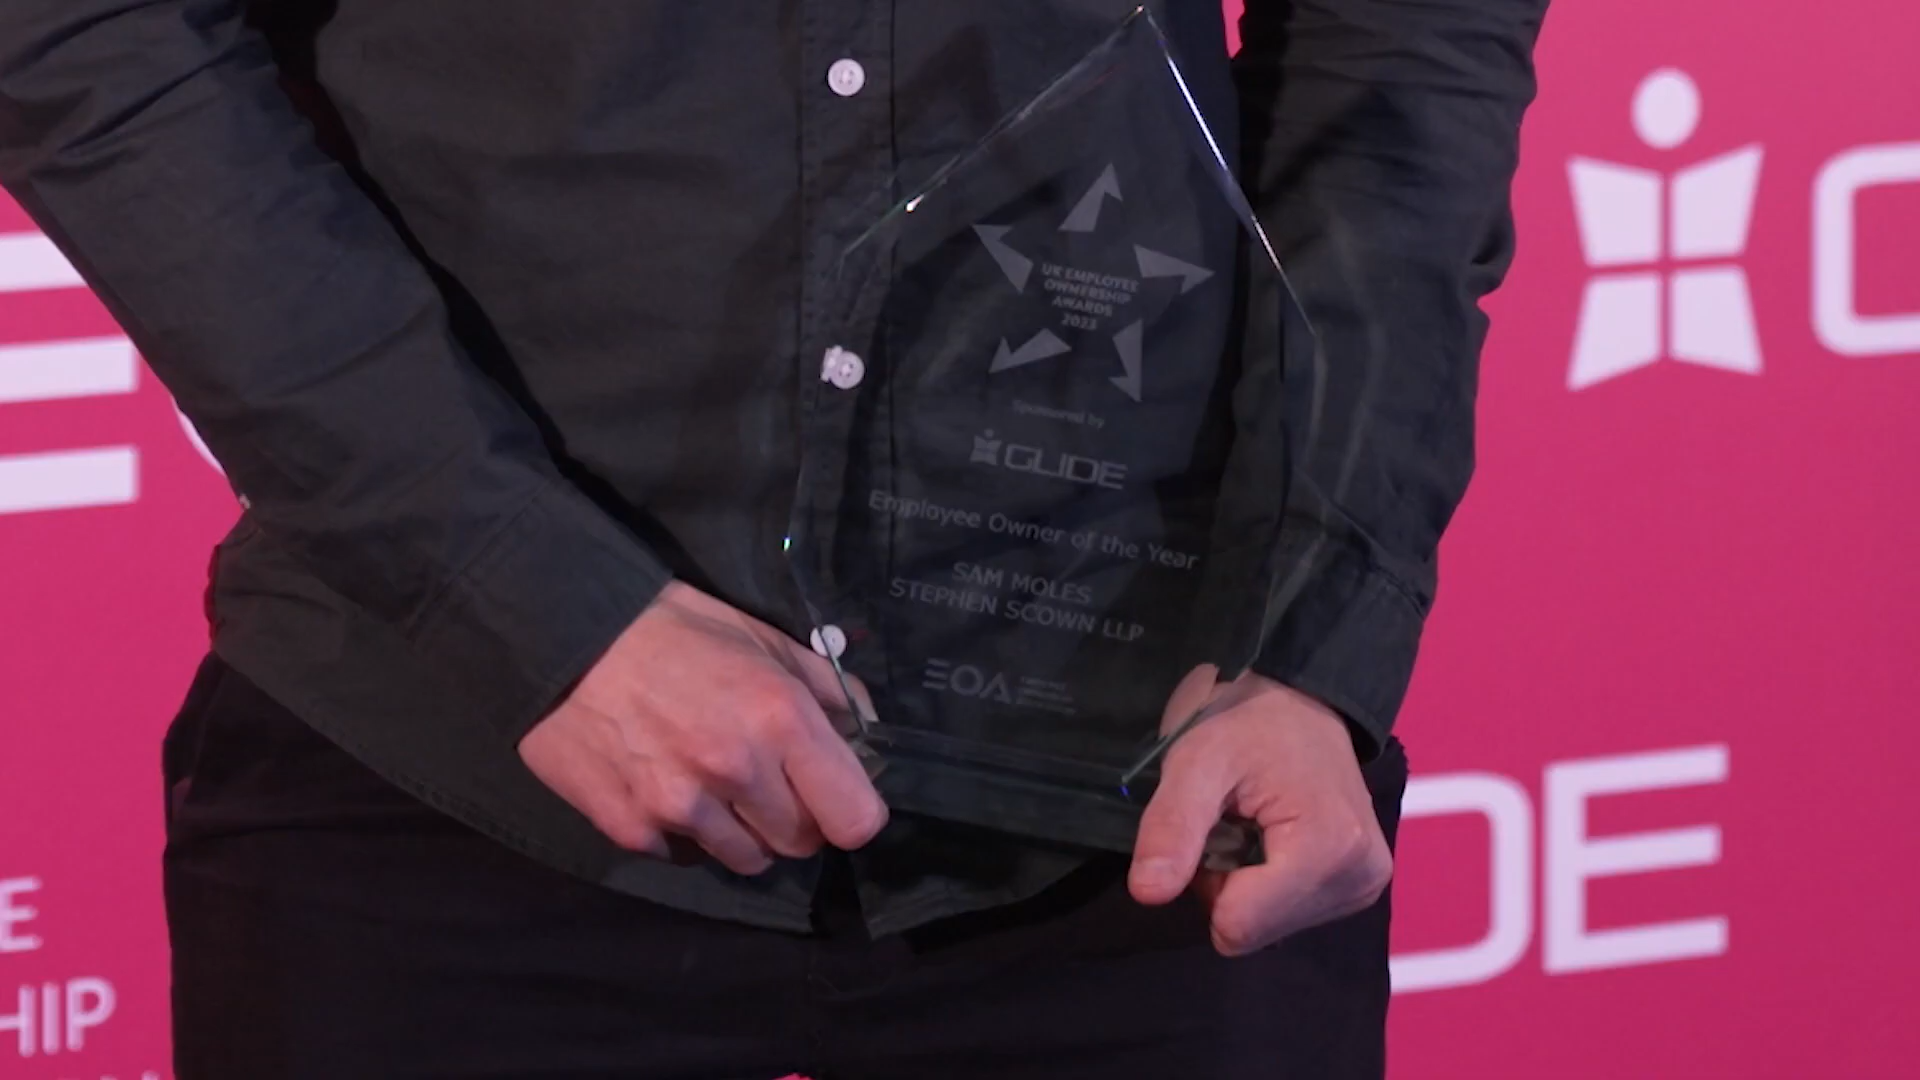 UK EMPLOYEE
OWNERSHIP
AWARDS
2023
Sponsored by
GLIDE
Employee Owner of the Year
SAM MOLES
STEPHEN SCOWN LLP
EOA
G
DE
E
HIP